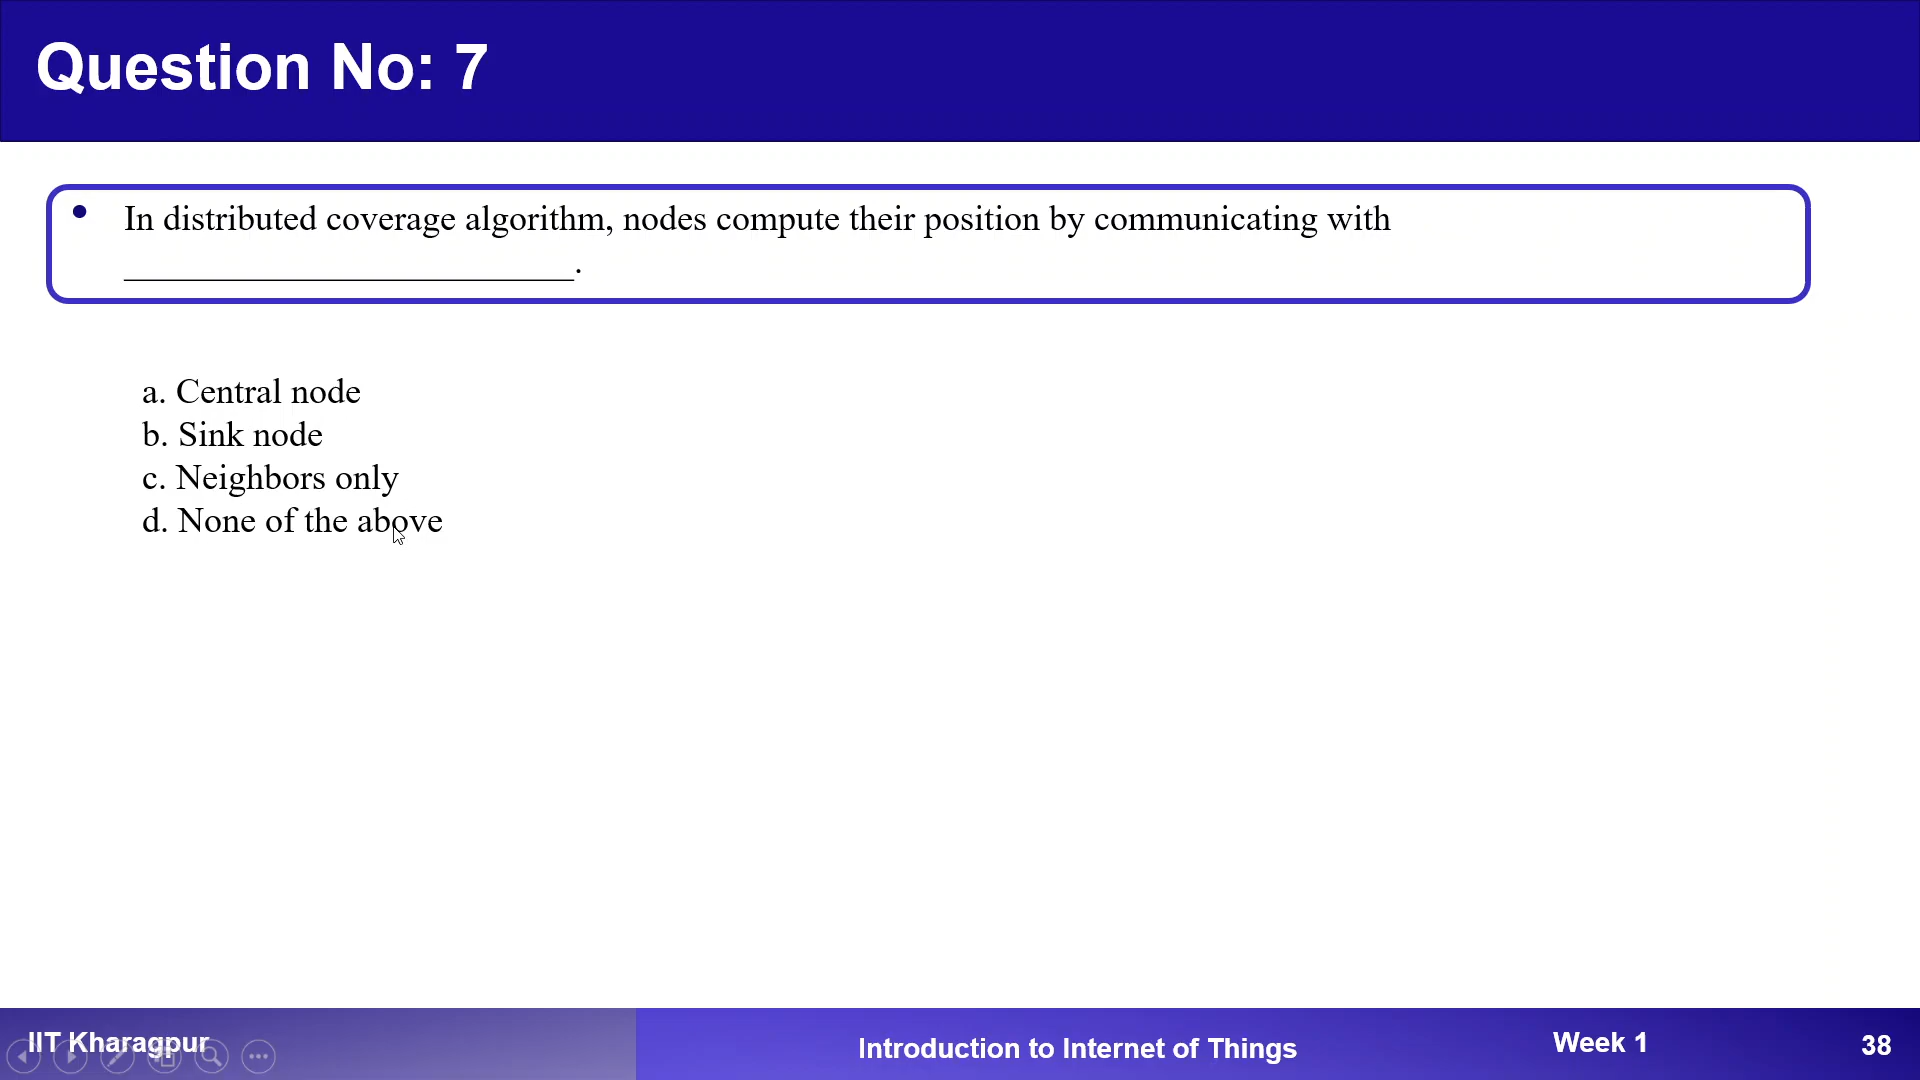 Question No: 7
• In distributed coverage algorithm, nodes compute their position by communicating with
_________________________.
a. Central node
b. Sink node
c. Neighbors only
d. None of the above
IIT Kharagpur
Introduction to Internet of Things
Week 1
38